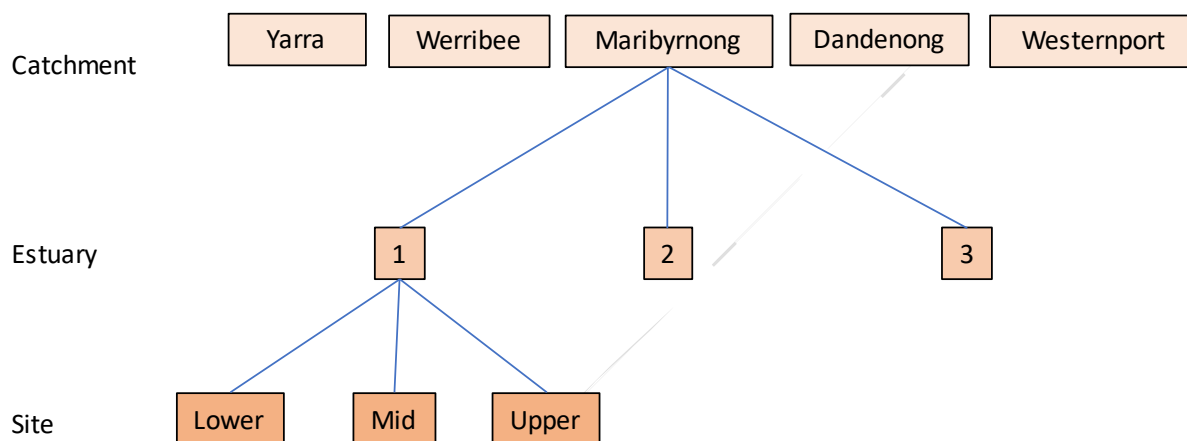 Catchment
Yarra
Werribee
Maribyrnong
Dandenong
Westernport
Estuary
1
2
3
Site
Lower
Mid
Upper